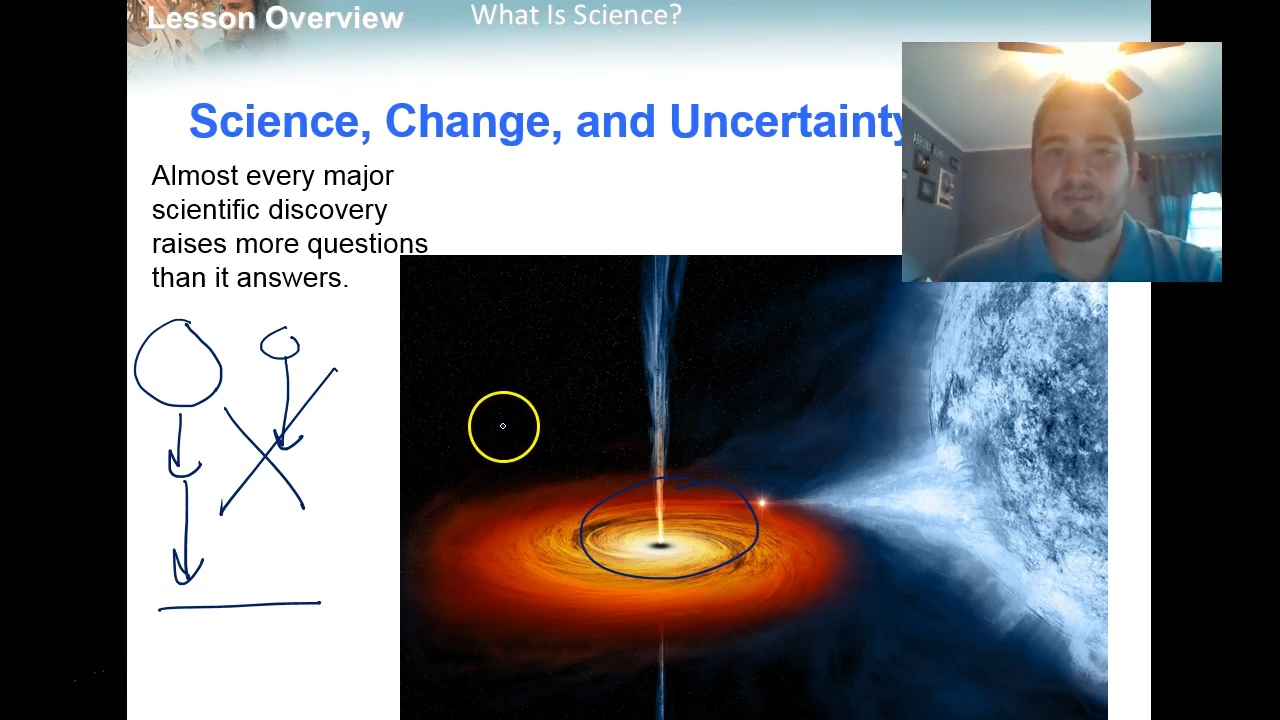 Lesson Overview
What Is Science?
Science, Change, and Uncertainty
Almost every major
scientific discovery
raises more questions
than it answers.